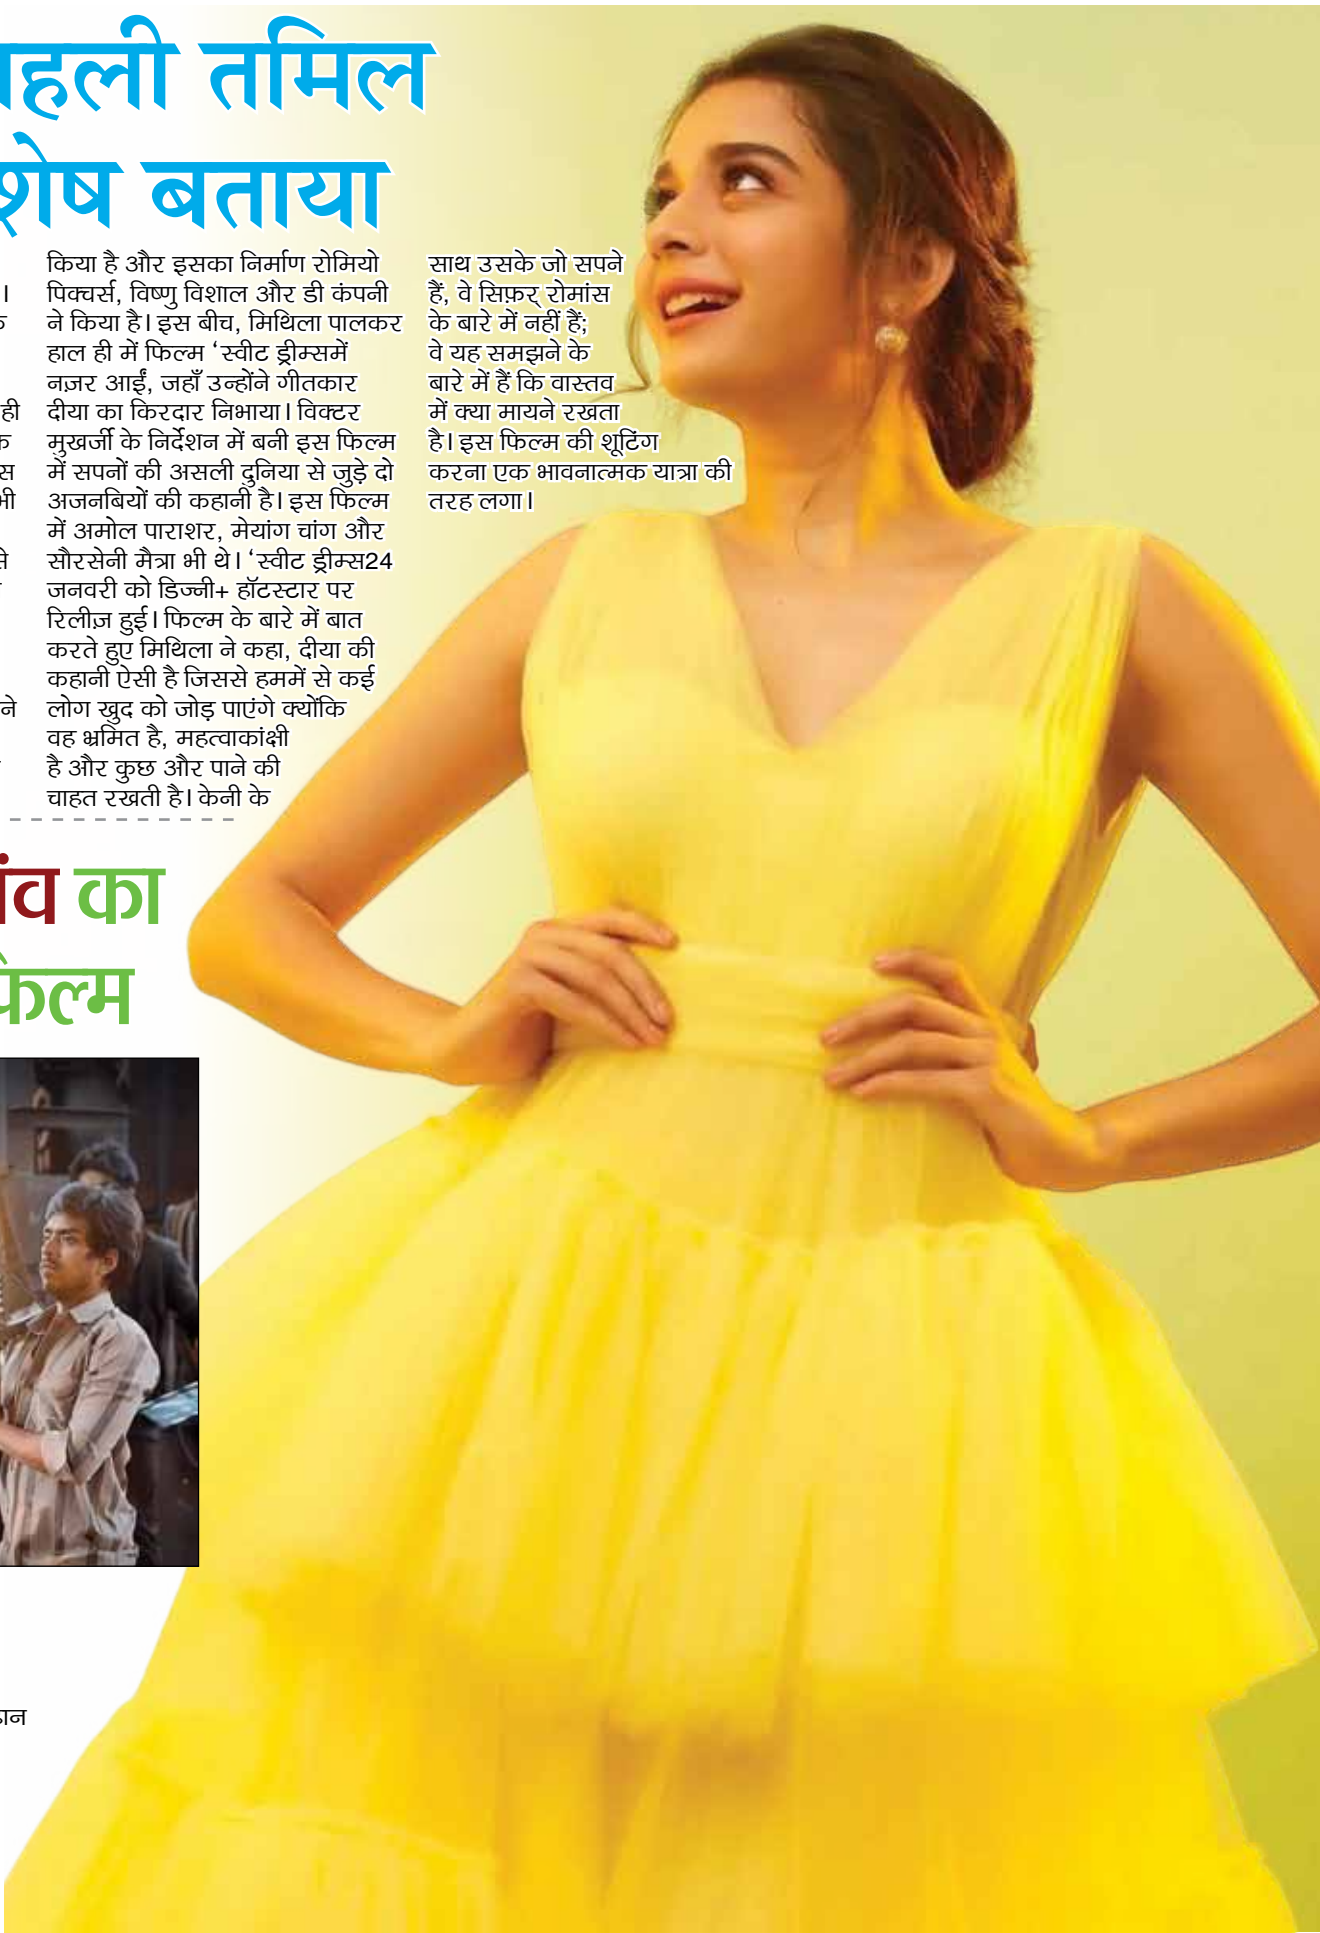 हली तमिल
शेष बताया
किया है और इसका निर्माण रोमियो
पिक्चर्स, विष्णु विशाल और डी कंपनी
ने किया है। इस बीच, मिथिला पालकर
हाल ही में फिल्म ‘स्वीट ड्रीम्समें
नज़र आईं, जहाँ उन्होंने गीतकार
दीया का किरदार निभाया। विक्टर
मुखर्जी के निर्देशन में बनी इस फिल्म
में सपनों की असली दुनिया से जुड़े दो
अजनबियों की कहानी है। इस फिल्म
में अमोल पाराशर, मेयांग चांग और
सौरसेनी मैत्रा भी थे। ‘स्वीट ड्रीम्स24
जनवरी को डिज्नी+ हॉटस्टार पर
रिलीज़ हुई। फिल्म के बारे में बात
करते हुए मिथिला ने कहा, दीया की
कहानी ऐसी है जिससे हममें से कई
लोग खुद को जोड़ पाएंगे क्योंकि
वह भ्रमित है, महत्वाकांक्षी
है और कुछ और पाने की
चाहत रखती है। केनी के
साथ उसके जो सपने
हैं, वे सिफ़र् रोमांस
के बारे में नहीं हैं;
वे यह समझने के
बारे में हैं कि वास्तव
में क्या मायने रखता
है। इस फिल्म की शूटिंग
करना एक भावनात्मक यात्रा की
तरह लगा।
ही
स
भी
से
ने
ंव का
फिल्म